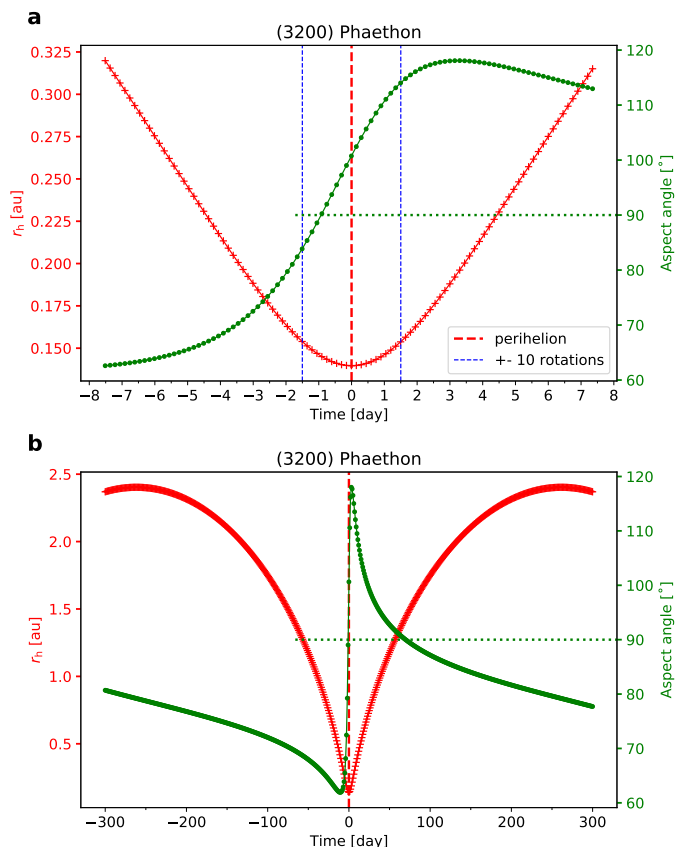 a
(3200) Phaethon
0.325
0.300
0.275
0.250
0.225
0.200
0.175
0.150
r_h [au]
120
110
100
90
80
70
60
Aspect angle [°]
perihelion
+- 10 rotations
−8 −7 −6 −5 −4 −3 −2 −1 0 1 2 3 4 5 6 7 8
Time [day]
b
(3200) Phaethon
2.5
2.0
1.5
1.0
0.5
r_h [au]
120
110
100
90
80
70
60
Aspect angle [°]
−300 −200 −100 0 100 200 300
Time [day]